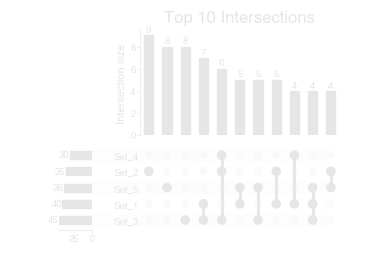 Top 10 Intersections
Intersection size
9 8 8 7 6 5 5 5 4 4 4
8
6
4
2
0
30 Set_4
35 Set_2
38 Set_5
40 Set_1
45 Set_3
25 0